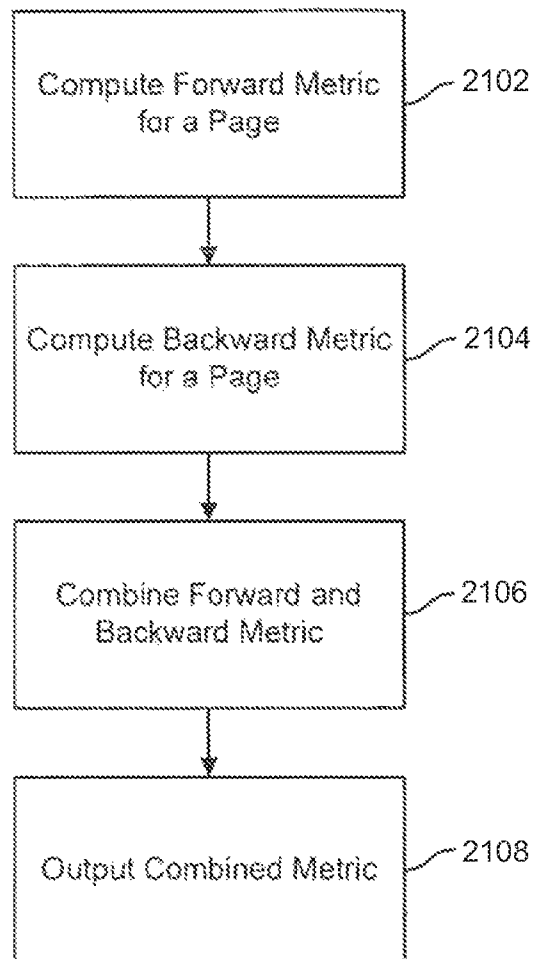 Compute Forward Metric
for a Page
2102
Compute Backward Metric
for a Page
2104
Combine Forward and
Backward Metric
2106
Output Combined Metric
2108